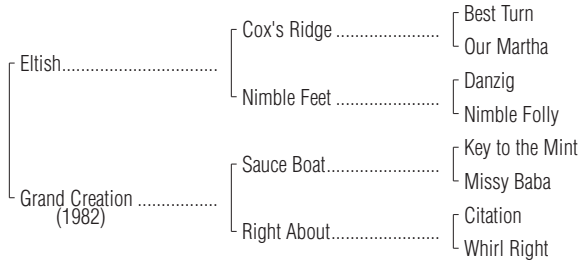 Best Turn
Cox's Ridge ......................
Our Martha
Eltish.................................
Danzig
Nimble Feet ......................
Nimble Folly
Key to the Mint
Sauce Boat........................
Missy Baba
Grand Creation .................
(1982)
Citation
Right About.......................
Whirl Right